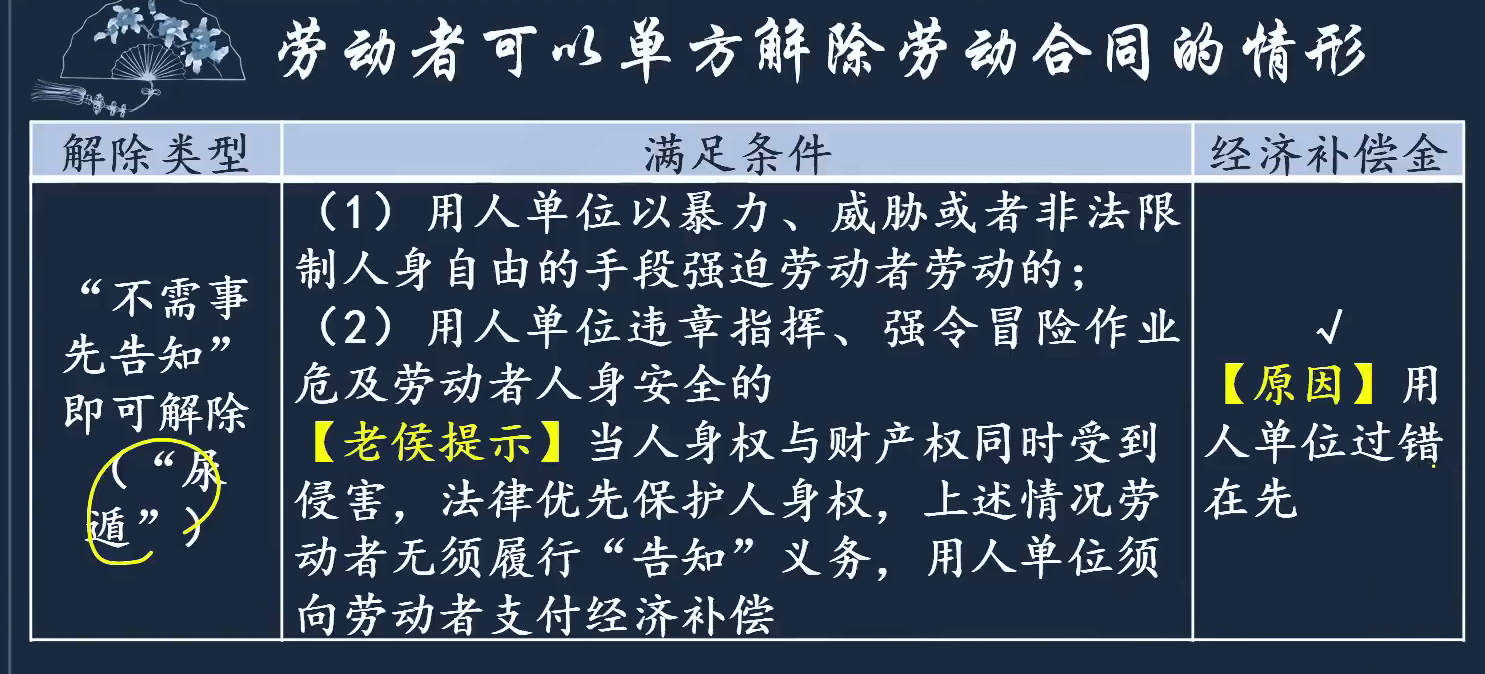 劳动者可以单方解除劳动合同的情形
解除类型
满足条件
经济补偿金
“不需事
先告知”
即可解除
（“尿
遁”）
（1）用人单位以暴力、威胁或者非法限
制人身自由的手段强迫劳动者劳动的；
（2）用人单位违章指挥、强令冒险作业
危及劳动者人身安全的
【老侯提示】当人身权与财产权同时受到
侵害，法律优先保护人身权，上述情况劳
动者无须履行“告知”义务，用人单位须
向劳动者支付经济补偿
√
【原因】用
人单位过错
在先